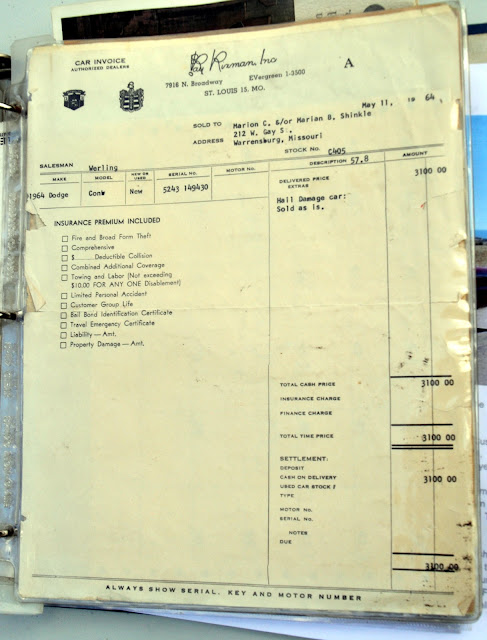 CAR INVOICE
AUTHORIZED DEALERS
Inc
7918 N. Broadway EVergreen 1-3500
ST. LOUIS 15, MO.
A
May 11, 1964
SOLD TO Marion C. &/or Marian B. Shinkle
212 W. Gay
ADDRESS Warrensburg, Missouri
STOCK No. C405
SALESMAN Werling
MAKE MODEL NEW OR USED SERIAL No. MOTOR No. DESCRIPTION 57.8 AMOUNT
1964 Dodge Conv New 5243 149430
DELIVERED PRICE 3100 00
EXTRAS
Hail Damage car:
Sold as is.
INSURANCE PREMIUM INCLUDED
Fire and Broad Form Theft
Comprehensive
$ Deductible Collision
Combined Additional Coverage
Towing and Labor (Not exceeding
$10.00 FOR ANY ONE Disablement)
Limited Personal Accident
Customer Group Life
Bail Bond Identification Certificate
Travel Emergency Certificate
Liability—Amt.
Property Damage—Amt.
TOTAL CASH PRICE 3100 00
INSURANCE CHARGE
FINANCE CHARGE
TOTAL TIME PRICE 3100 00
SETTLEMENT:
DEPOSIT
CASH ON DELIVERY 3100 00
USED CAR STOCK #
TYPE
MOTOR No.
SERIAL No.
NOTES
DUE
3100 00
ALWAYS SHOW SERIAL, KEY AND MOTOR NUMBER